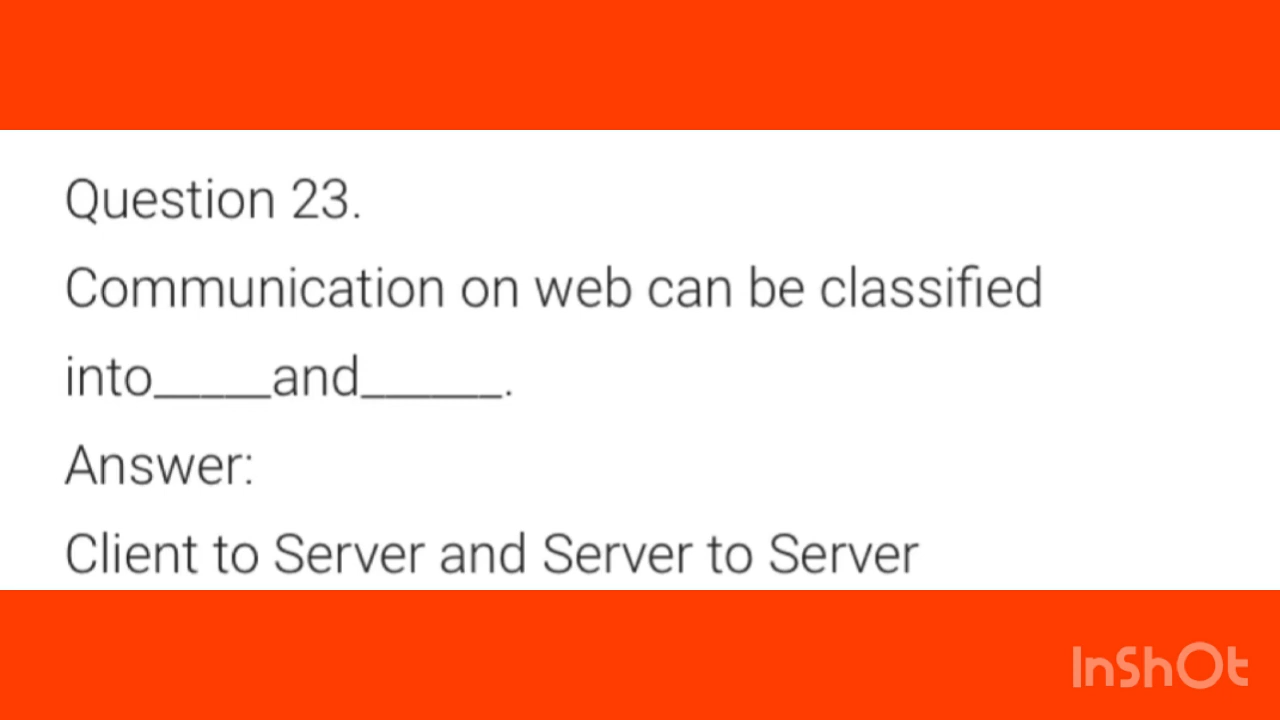 Question 23.
Communication on web can be classified
into_____and______.
Answer:
Client to Server and Server to Server
InShOt